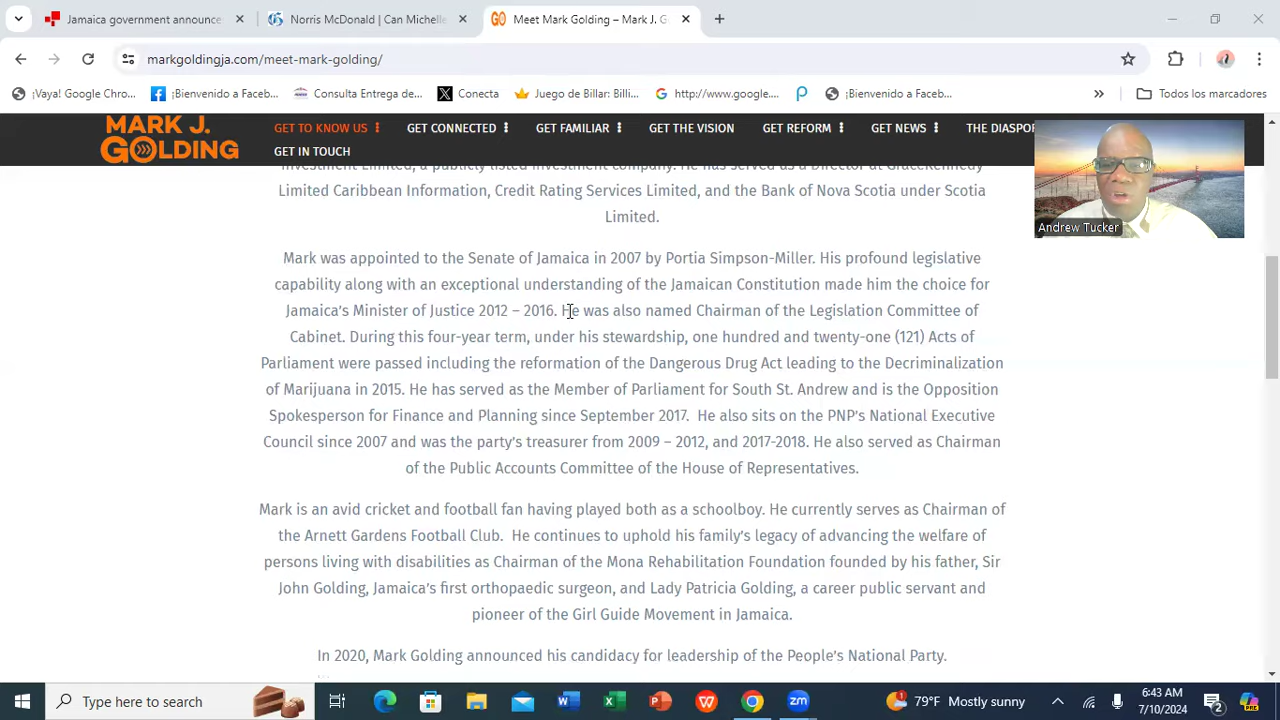 Jamaica government announce
Norris McDonald | Can Michelle
Meet Mark Golding – Mark J. G
markgoldingja.com/meet-mark-golding/
¡Vaya! Google Chro...
¡Bienvenido a Faceb...
Consulta Entrega de...
Conecta
Juego de Billar: Billi...
http://www.google....
¡Bienvenido a Faceb...
Todos los marcadores
MARK J.
GOLDING
GET TO KNOW US
GET CONNECTED
GET FAMILIAR
GET THE VISION
GET REFORM
GET NEWS
THE DIASPOR
GET IN TOUCH
Investment Limited, a publicly listed investment company. He has served as a Director at GraceKennedy
Limited Caribbean Information, Credit Rating Services Limited, and the Bank of Nova Scotia under Scotia
Limited.
Mark was appointed to the Senate of Jamaica in 2007 by Portia Simpson-Miller. His profound legislative
capability along with an exceptional understanding of the Jamaican Constitution made him the choice for
Jamaica's Minister of Justice 2012 – 2016. He was also named Chairman of the Legislation Committee of
Cabinet. During this four-year term, under his stewardship, one hundred and twenty-one (121) Acts of
Parliament were passed including the reformation of the Dangerous Drug Act leading to the Decriminalization
of Marijuana in 2015. He has served as the Member of Parliament for South St. Andrew and is the Opposition
Spokesperson for Finance and Planning since September 2017.  He also sits on the PNP's National Executive
Council since 2007 and was the party's treasurer from 2009 – 2012, and 2017-2018. He also served as Chairman
of the Public Accounts Committee of the House of Representatives.
Mark is an avid cricket and football fan having played both as a schoolboy. He currently serves as Chairman of
the Arnett Gardens Football Club.  He continues to uphold his family's legacy of advancing the welfare of
persons living with disabilities as Chairman of the Mona Rehabilitation Foundation founded by his father, Sir
John Golding, Jamaica's first orthopaedic surgeon, and Lady Patricia Golding, a career public servant and
pioneer of the Girl Guide Movement in Jamaica.
In 2020, Mark Golding announced his candidacy for leadership of the People's National Party.
Andrew Tucker
Type here to search
79°F Mostly sunny
6:43 AM
7/10/2024